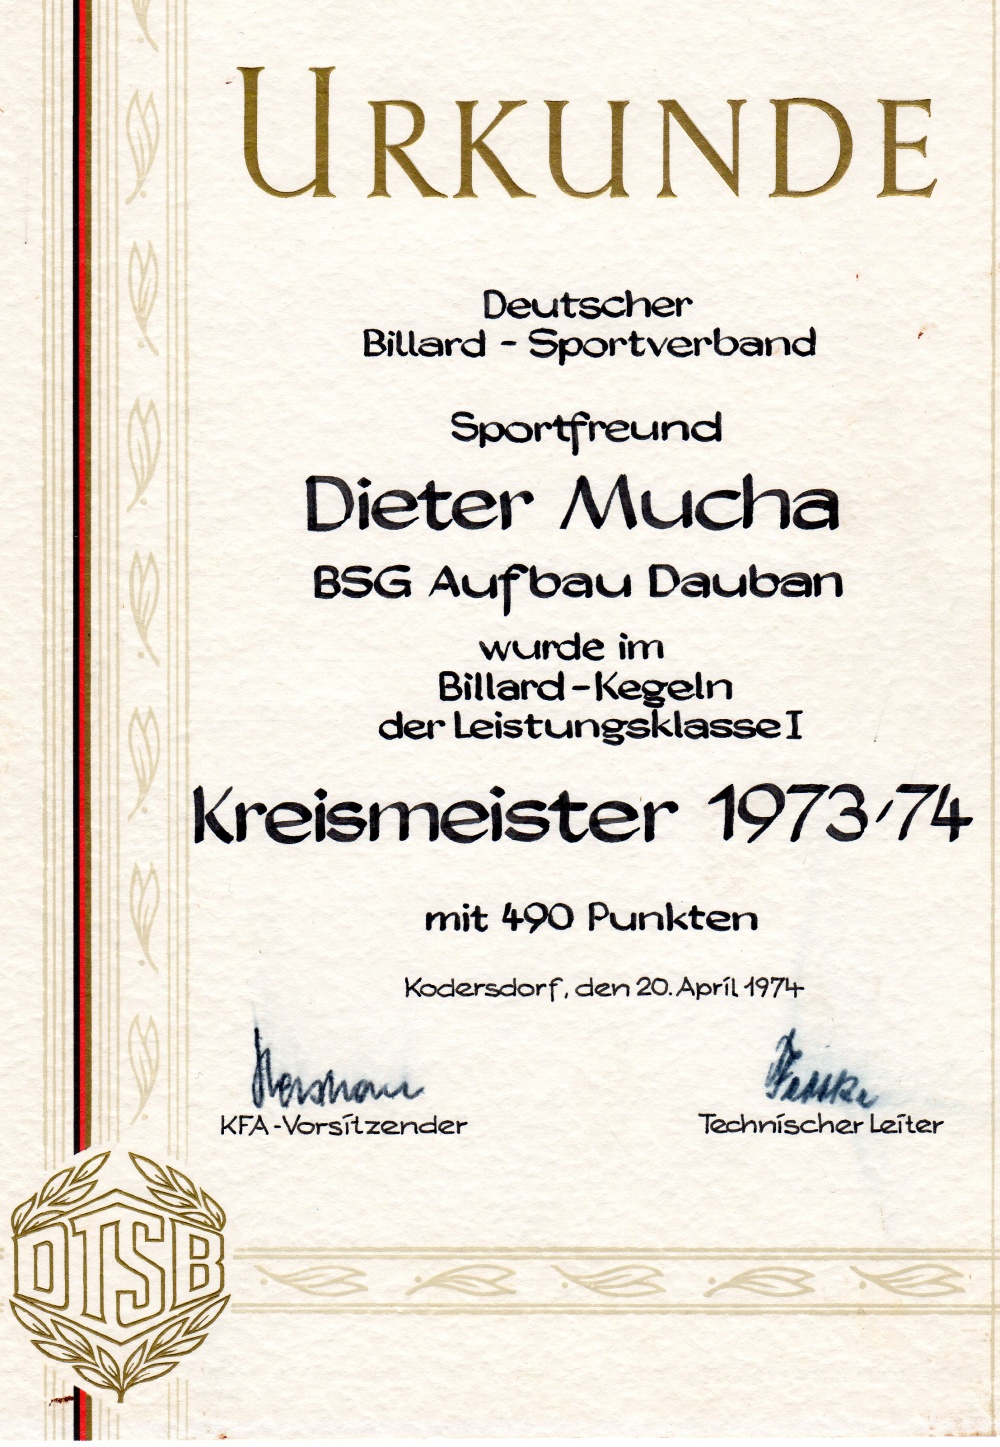 URKUNDE
Deutscher
Billard - Sportverband
Sportfreund
Dieter Mucha
BSG Aufbau Dauban
wurde im
Billard-Kegeln
der Leistungsklasse I
Kreismeister 1973/74
mit 490 Punkten
Kodersdorf, den 20. April 1974
KFA-Vorsitzender
Technischer Leiter
DTSB